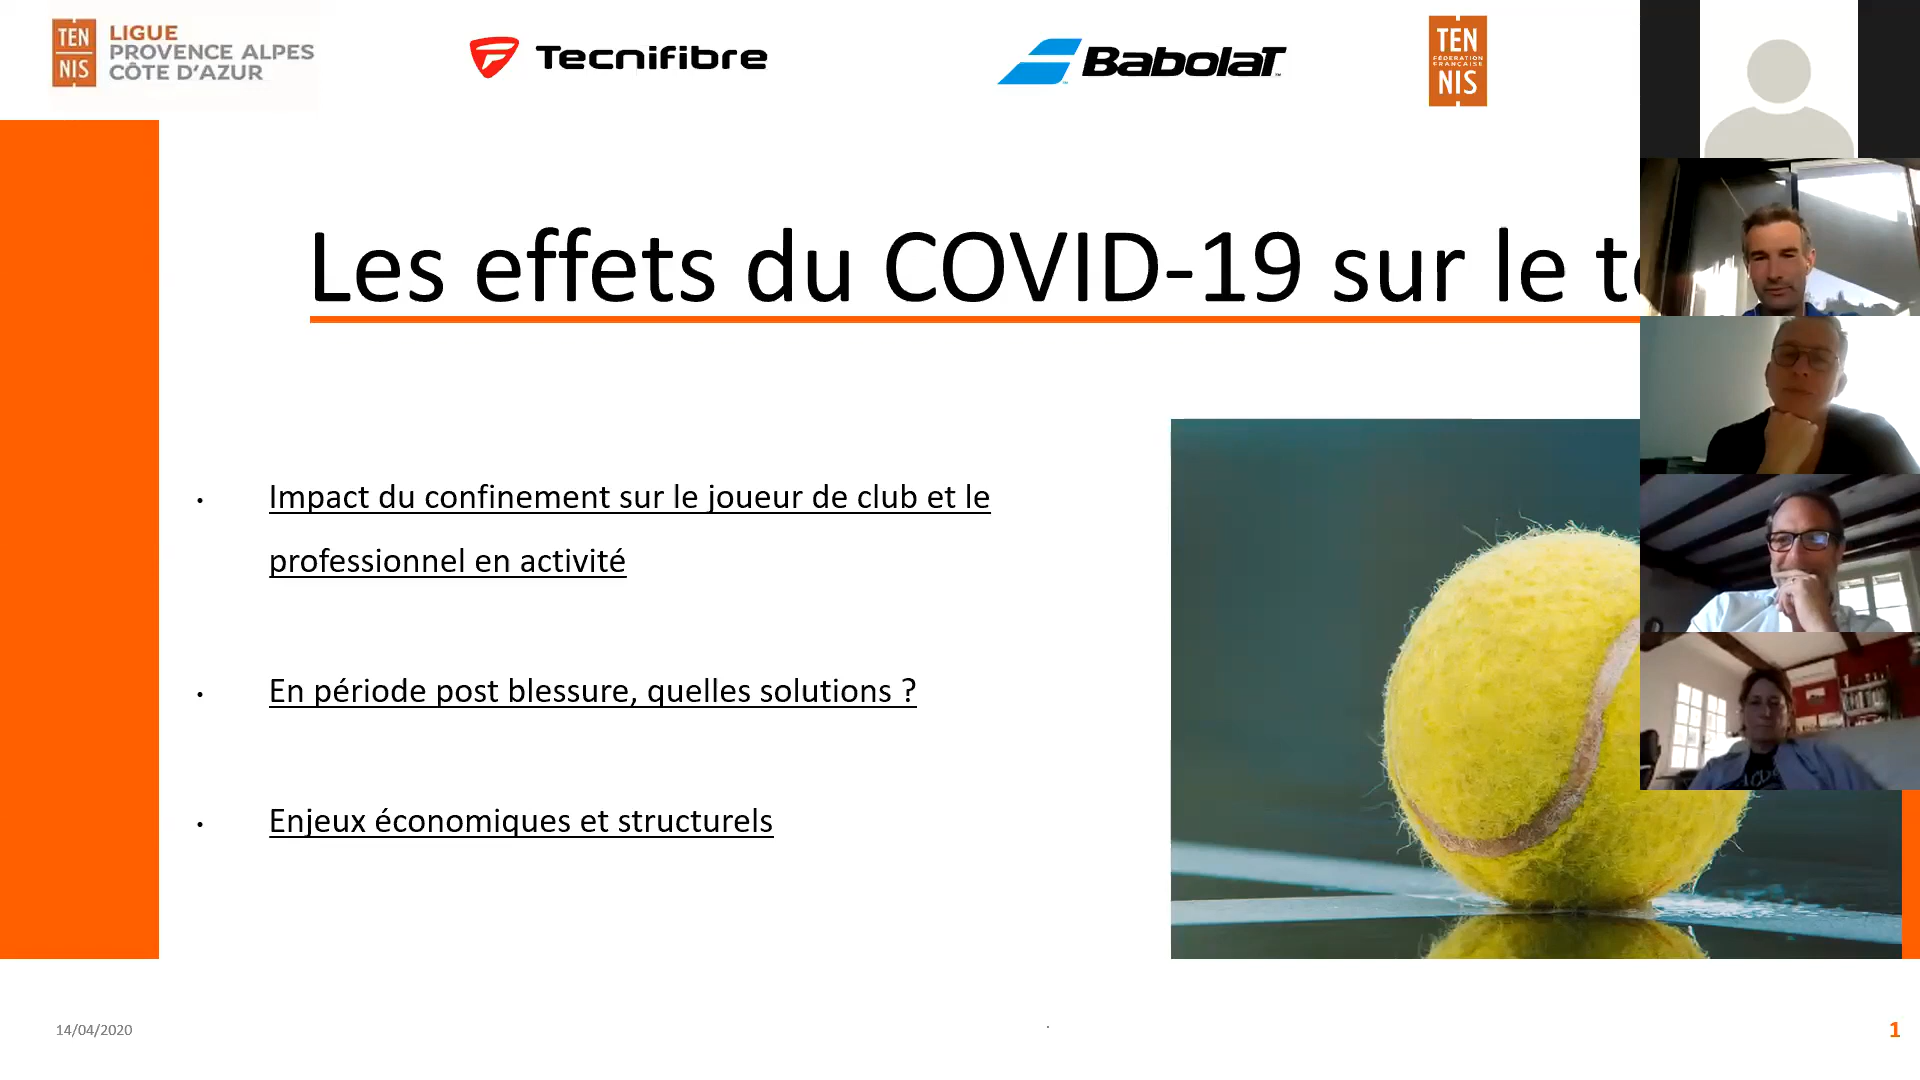 TEN
NIS
LIGUE
PROVENCE ALPES
CÔTE D'AZUR
Tecnifibre
BabolaT
TEN
FÉDÉRATION
FRANÇAISE
NIS
Les effets du COVID-19 sur le
• Impact du confinement sur le joueur de club et le
professionnel en activité
• En période post blessure, quelles solutions ?
• Enjeux économiques et structurels
14/04/2020
.
1